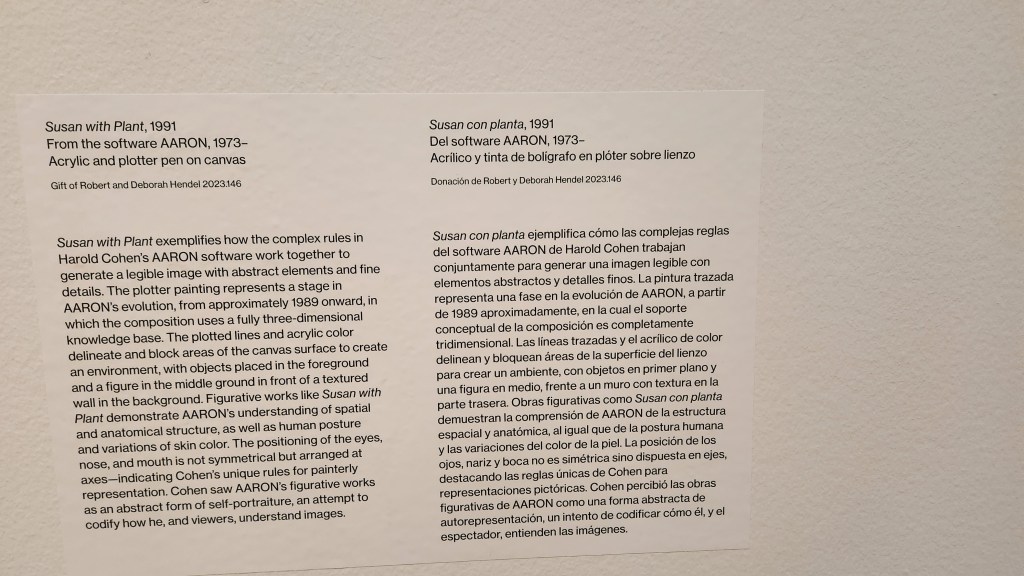 Susan with Plant, 1991
From the software AARON, 1973–
Acrylic and plotter pen on canvas
Gift of Robert and Deborah Hendel 2023.146
Susan with Plant exemplifies how the complex rules in
Harold Cohen's AARON software work together to
generate a legible image with abstract elements and fine
details. The plotter painting represents a stage in
AARON's evolution, from approximately 1989 onward, in
which the composition uses a fully three-dimensional
knowledge base. The plotted lines and acrylic color
delineate and block areas of the canvas surface to create
an environment, with objects placed in the foreground
and a figure in the middle ground in front of a textured
wall in the background. Figurative works like Susan with
Plant demonstrate AARON's understanding of spatial
and anatomical structure, as well as human posture
and variations of skin color. The positioning of the eyes,
nose, and mouth is not symmetrical but arranged at
axes—indicating Cohen's unique rules for painterly
representation. Cohen saw AARON's figurative works
as an abstract form of self-portraiture, an attempt to
codify how he, and viewers, understand images.
Susan con planta, 1991
Del software AARON, 1973–
Acrílico y tinta de bolígrafo en plóter sobre lienzo
Donación de Robert y Deborah Hendel 2023.146
Susan con planta ejemplifica cómo las complejas reglas
del software AARON de Harold Cohen trabajan
conjuntamente para generar una imagen legible con
elementos abstractos y detalles finos. La pintura trazada
representa una fase en la evolución de AARON, a partir
de 1989 aproximadamente, en la cual el soporte
conceptual de la composición es completamente
tridimensional. Las líneas trazadas y el acrílico de color
delinean y bloquean áreas de la superficie del lienzo
para crear un ambiente, con objetos en primer plano y
una figura en medio, frente a un muro con textura en la
parte trasera. Obras figurativas como Susan con planta
demuestran la comprensión de AARON de la estructura
espacial y anatómica, al igual que de la postura humana
y las variaciones del color de la piel. La posición de los
ojos, nariz y boca no es simétrica sino dispuesta en ejes,
destacando las reglas únicas de Cohen para
representaciones pictóricas. Cohen percibió las obras
figurativas de AARON como una forma abstracta de
autorepresentación, un intento de codificar cómo él, y el
espectador, entienden las imágenes.